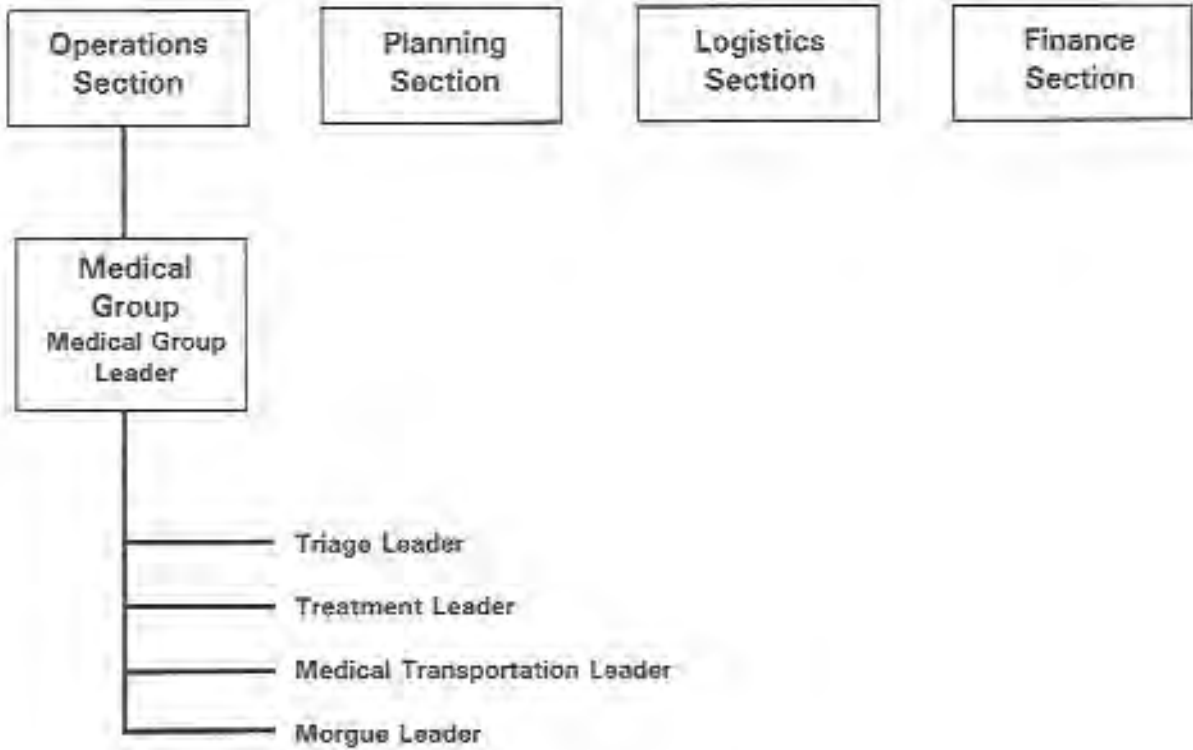 Operations
Section
Planning
Section
Logistics
Section
Finance
Section
Medical
Group
Medical Group
Leader
Triage Leader
Treatment Leader
Medical Transportation Leader
Morgue Leader